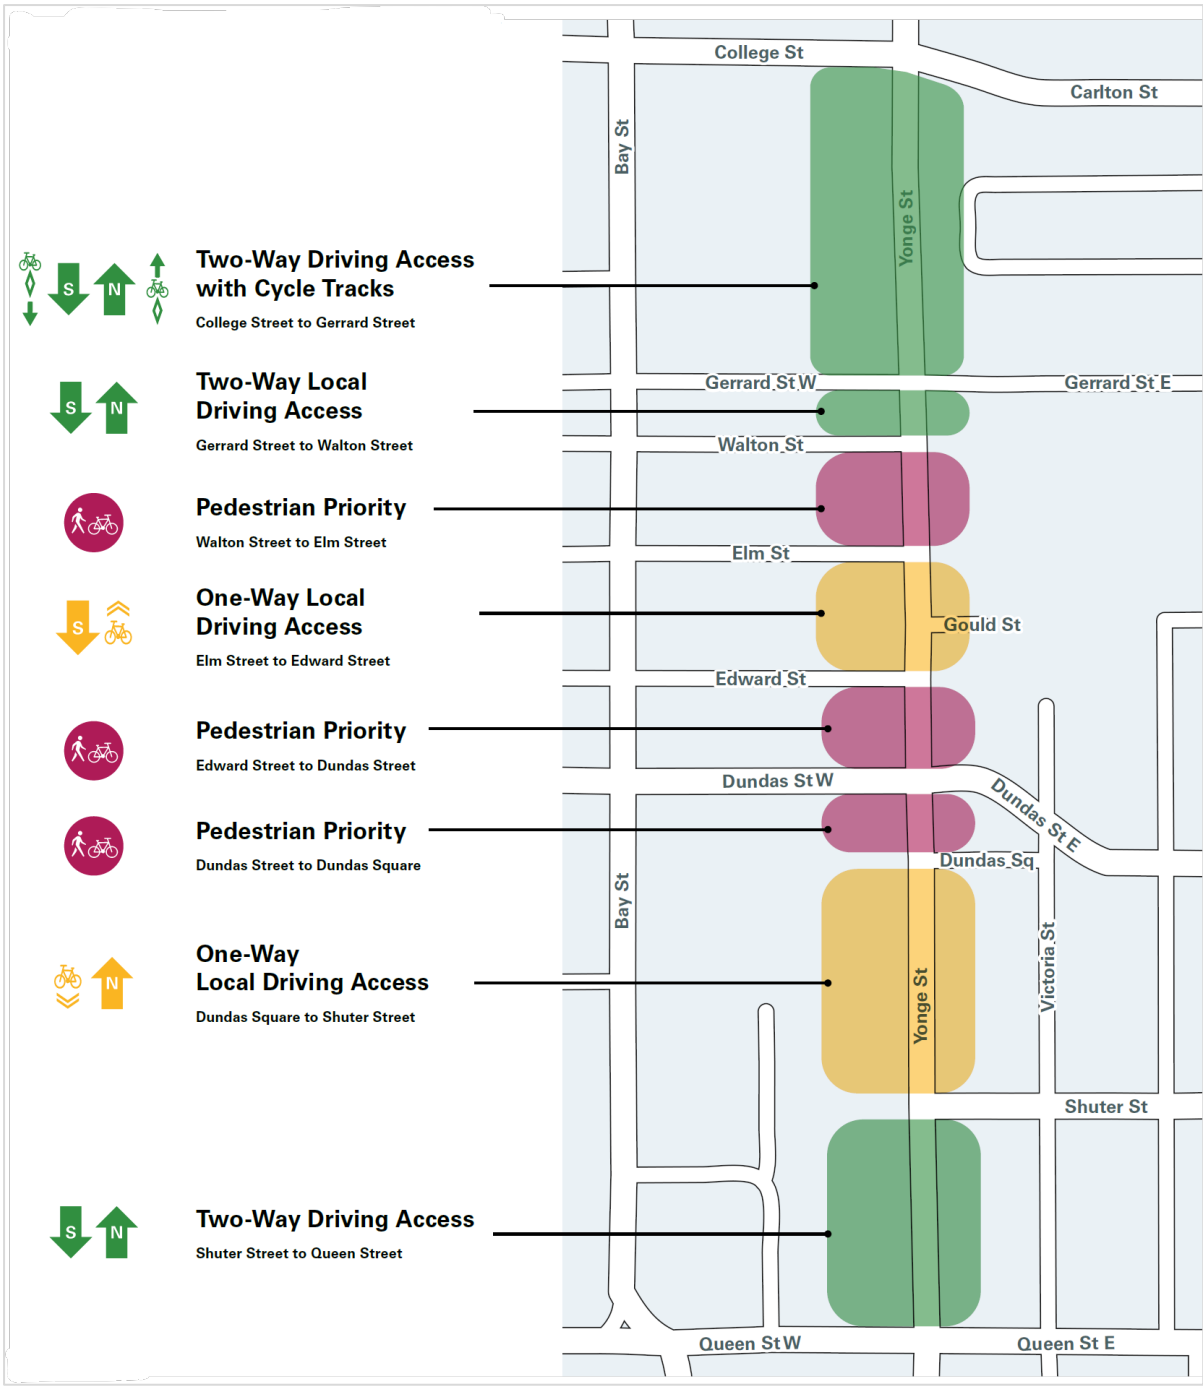 College St
Carlton St
Bay St
Yonge St
S N
Two-Way Driving Access
with Cycle Tracks
College Street to Gerrard Street
Gerrard St W
Gerrard St E
S N
Two-Way Local
Driving Access
Gerrard Street to Walton Street
Walton St
Pedestrian Priority
Walton Street to Elm Street
Elm St
S
One-Way Local
Driving Access
Elm Street to Edward Street
Gould St
Edward St
Pedestrian Priority
Edward Street to Dundas Street
Dundas St W
Dundas St E
Pedestrian Priority
Dundas Street to Dundas Square
Dundas Sq
Bay St
Victoria St
Yonge St
N
One-Way
Local Driving Access
Dundas Square to Shuter Street
Shuter St
S N
Two-Way Driving Access
Shuter Street to Queen Street
Queen St W
Queen St E